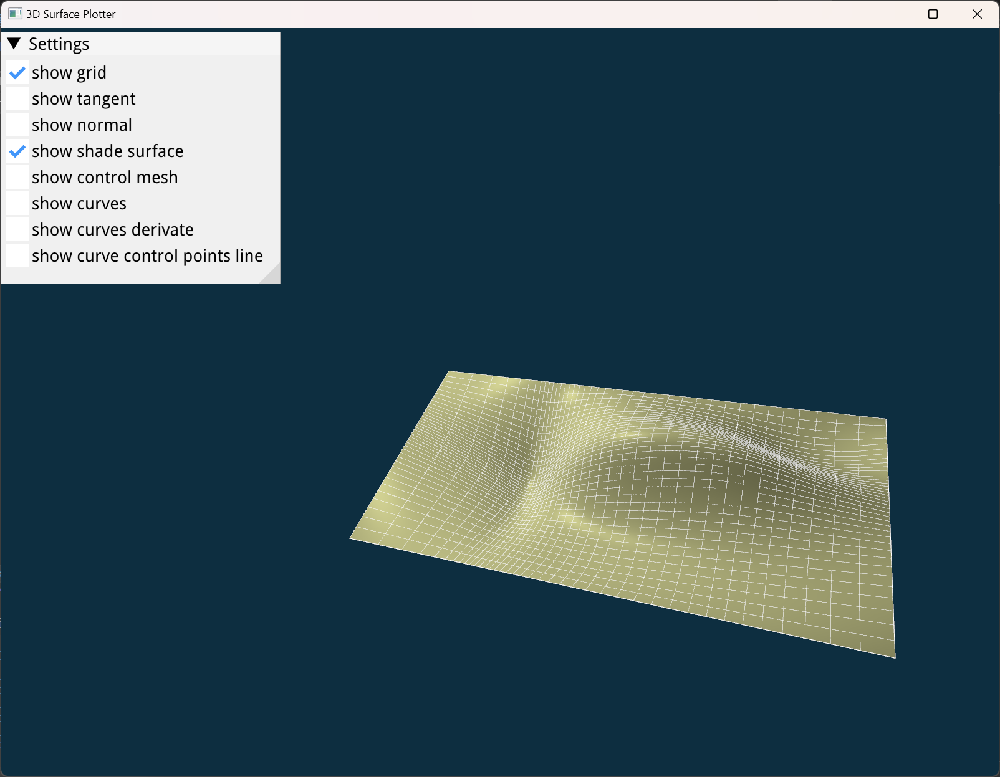 3D Surface Plotter
Settings
show grid
show tangent
show normal
show shade surface
show control mesh
show curves
show curves derivate
show curve control points line